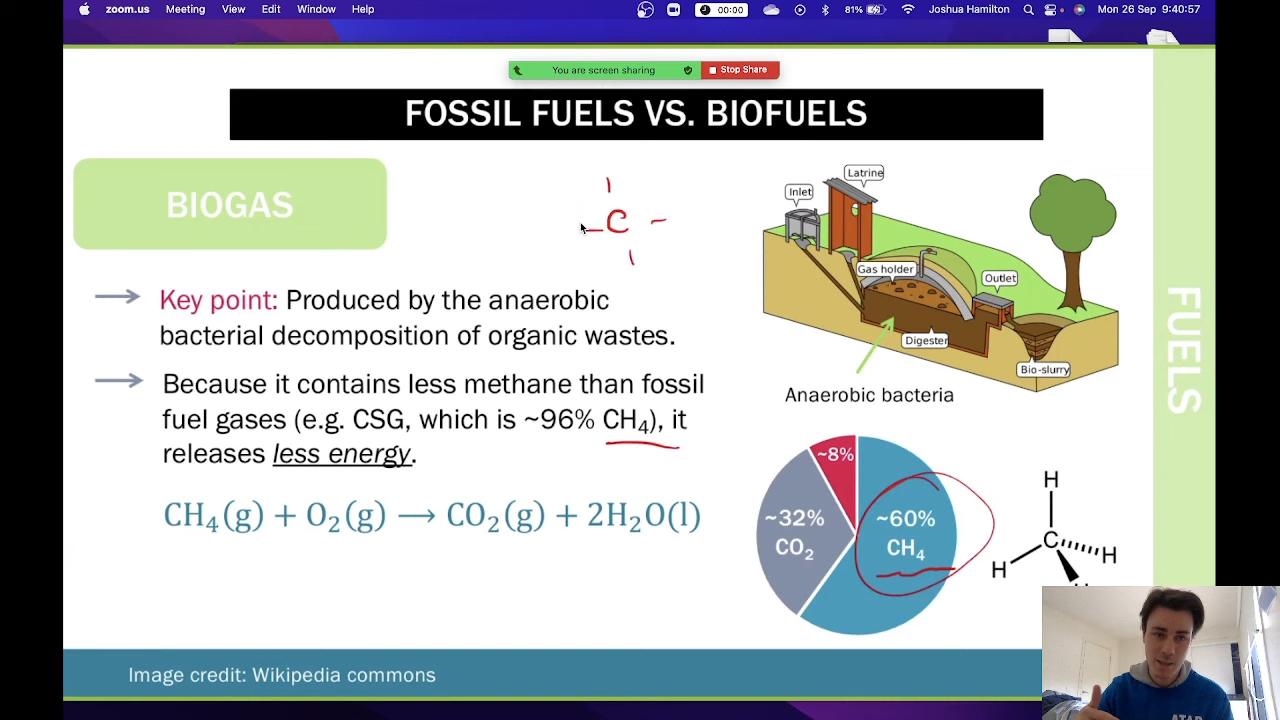 zoom.us Meeting View Edit Window Help 00:00 81% Joshua Hamilton Mon 26 Sep 9:40:57
You are screen sharing Stop Share
FOSSIL FUELS VS. BIOFUELS
BIOGAS
C
Key point: Produced by the anaerobic
bacterial decomposition of organic wastes.
Because it contains less methane than fossil
fuel gases (e.g. CSG, which is ~96% CH₄), it
releases less energy.
CH₄(g) + O₂(g) ⟶ CO₂(g) + 2H₂O(l)
Latrine
Inlet
Gas holder
Outlet
Digester
Bio-slurry
Anaerobic bacteria
~8%
~32%
CO₂
~60%
CH₄
H
C
H
H
FUELS
Image credit: Wikipedia commons